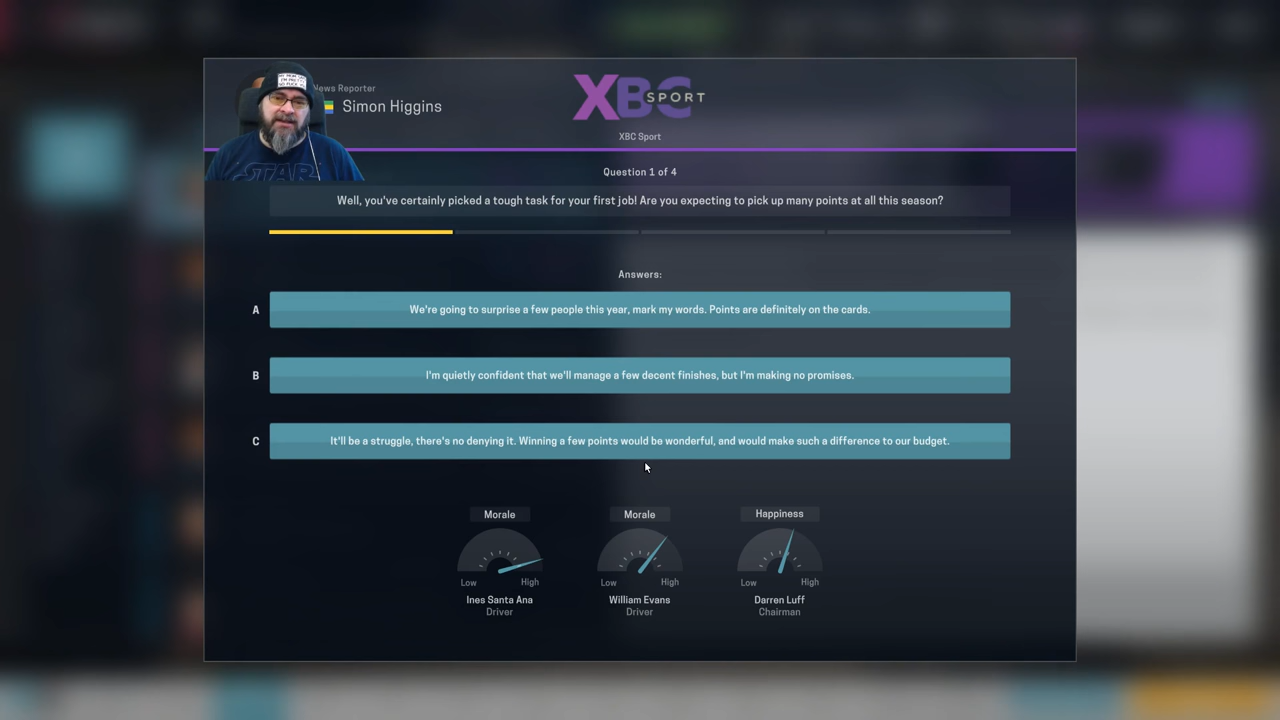 News Reporter
Simon Higgins
XBC SPORT
XBC Sport
Question 1 of 4
Well, you've certainly picked a tough task for your first job! Are you expecting to pick up many points at all this season?
Answers:
A We're going to surprise a few people this year, mark my words. Points are definitely on the cards.
B I'm quietly confident that we'll manage a few decent finishes, but I'm making no promises.
C It'll be a struggle, there's no denying it. Winning a few points would be wonderful, and would make such a difference to our budget.
Morale Morale Happiness
Low High Low High Low High
Ines Santa Ana William Evans Darren Luff
Driver Driver Chairman
STAR